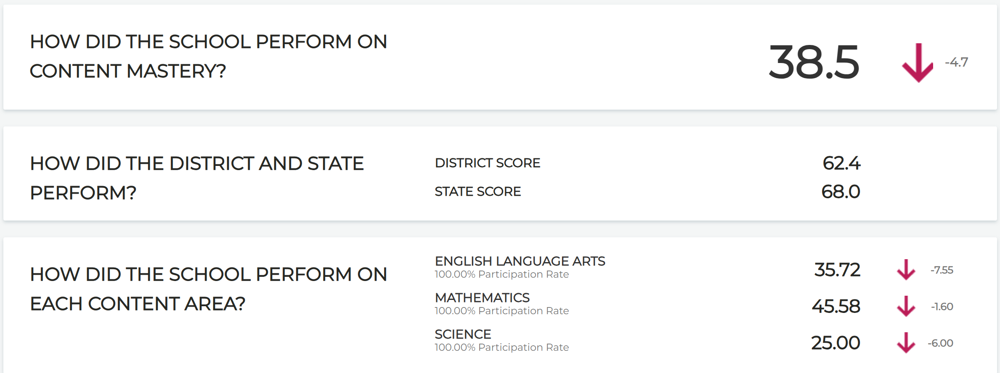 HOW DID THE SCHOOL PERFORM ON
CONTENT MASTERY?
38.5
-4.7
HOW DID THE DISTRICT AND STATE
PERFORM?
DISTRICT SCORE
62.4
STATE SCORE
68.0
HOW DID THE SCHOOL PERFORM ON
EACH CONTENT AREA?
ENGLISH LANGUAGE ARTS
100.00% Participation Rate
35.72
-7.55
MATHEMATICS
100.00% Participation Rate
45.58
-1.60
SCIENCE
100.00% Participation Rate
25.00
-6.00